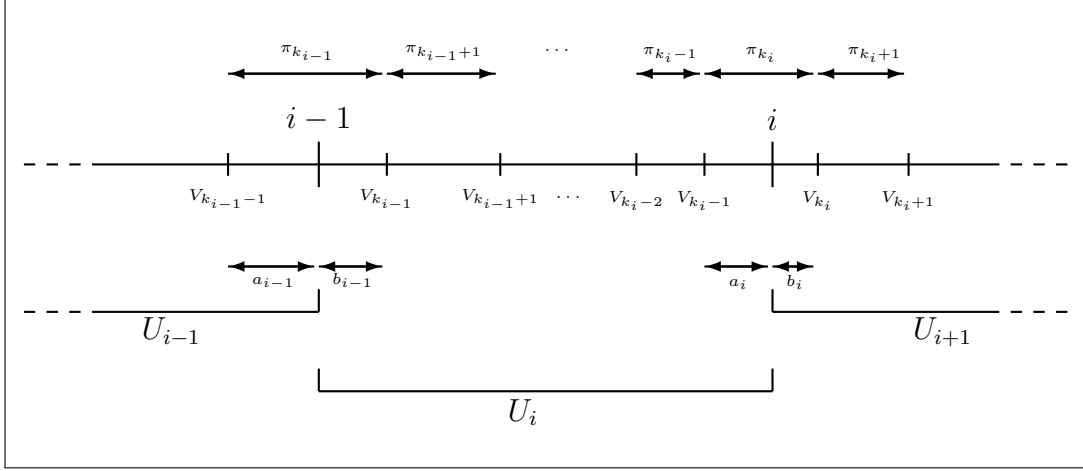 π_{k_{i−1}} π_{k_{i−1}+1} ··· π_{k_i−1} π_{k_i} π_{k_i+1}
i − 1 i
V_{k_{i−1}−1} V_{k_{i−1}} V_{k_{i−1}+1} ··· V_{k_i−2} V_{k_i−1} V_{k_i} V_{k_i+1}
a_{i−1} b_{i−1} a_i b_i
U_{i−1} U_{i+1}
U_i